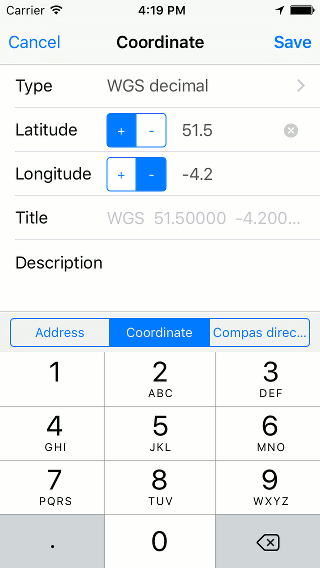 Carrier 4:19 PM
Cancel Coordinate Save
Type WGS decimal
Latitude + - 51.5
Longitude + - -4.2
Title WGS 51.50000 -4.200...
Description
Address Coordinate Compas direc...
1 2 3
ABC DEF
4 5 6
GHI JKL MNO
7 8 9
PQRS TUV WXYZ
. 0